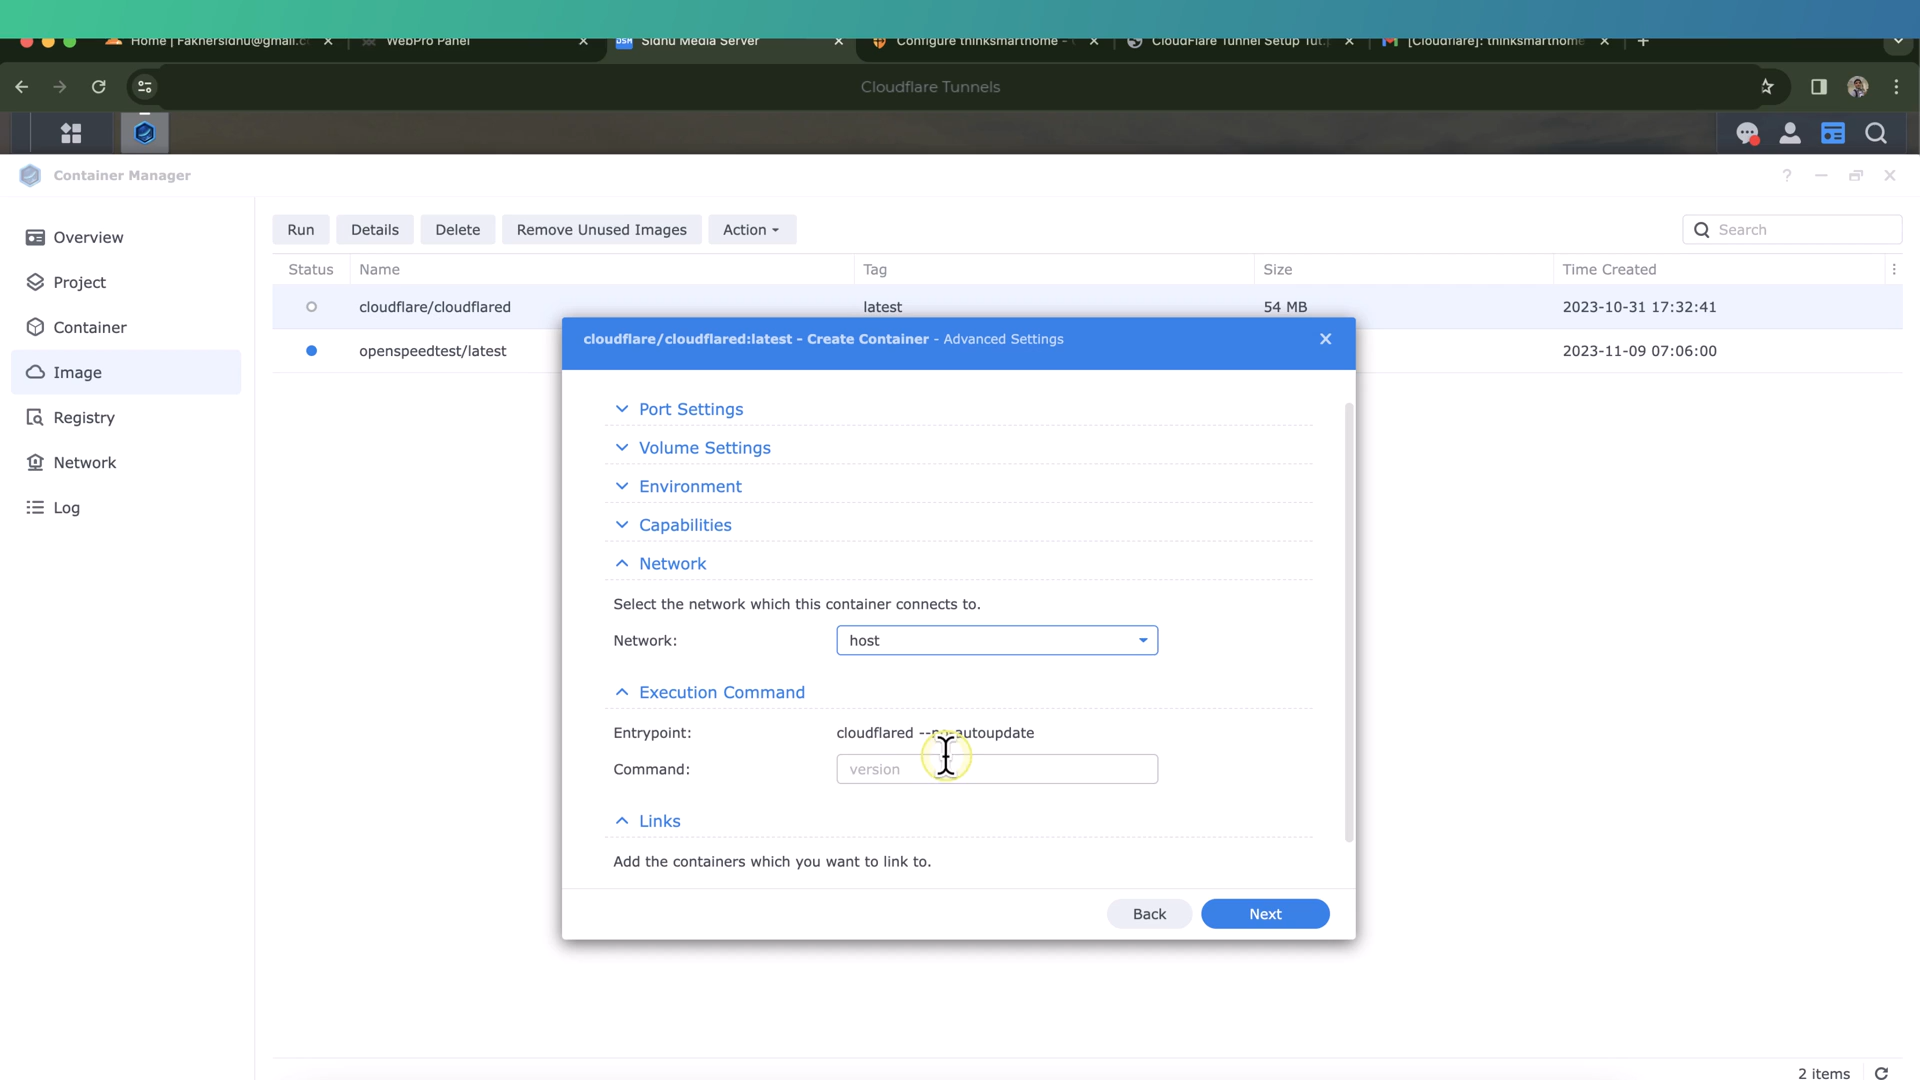 Home | Fakhersidhu@gmail.c
WebPro Panel
DSM Sidhu Media Server
Configure thinksmarthome -
CloudFlare Tunnel Setup Tut
[Cloudflare]: thinksmarthome
Cloudflare Tunnels
Container Manager
Overview
Project
Container
Image
Registry
Network
Log
Run Details Delete Remove Unused Images Action
Search
Status Name Tag Size Time Created
cloudflare/cloudflared latest 54 MB 2023-10-31 17:32:41
openspeedtest/latest 2023-11-09 07:06:00
cloudflare/cloudflared:latest - Create Container - Advanced Settings
Port Settings
Volume Settings
Environment
Capabilities
Network
Select the network which this container connects to.
Network: host
Execution Command
Entrypoint: cloudflared --no-autoupdate
Command: version
Links
Add the containers which you want to link to.
Back Next
2 items